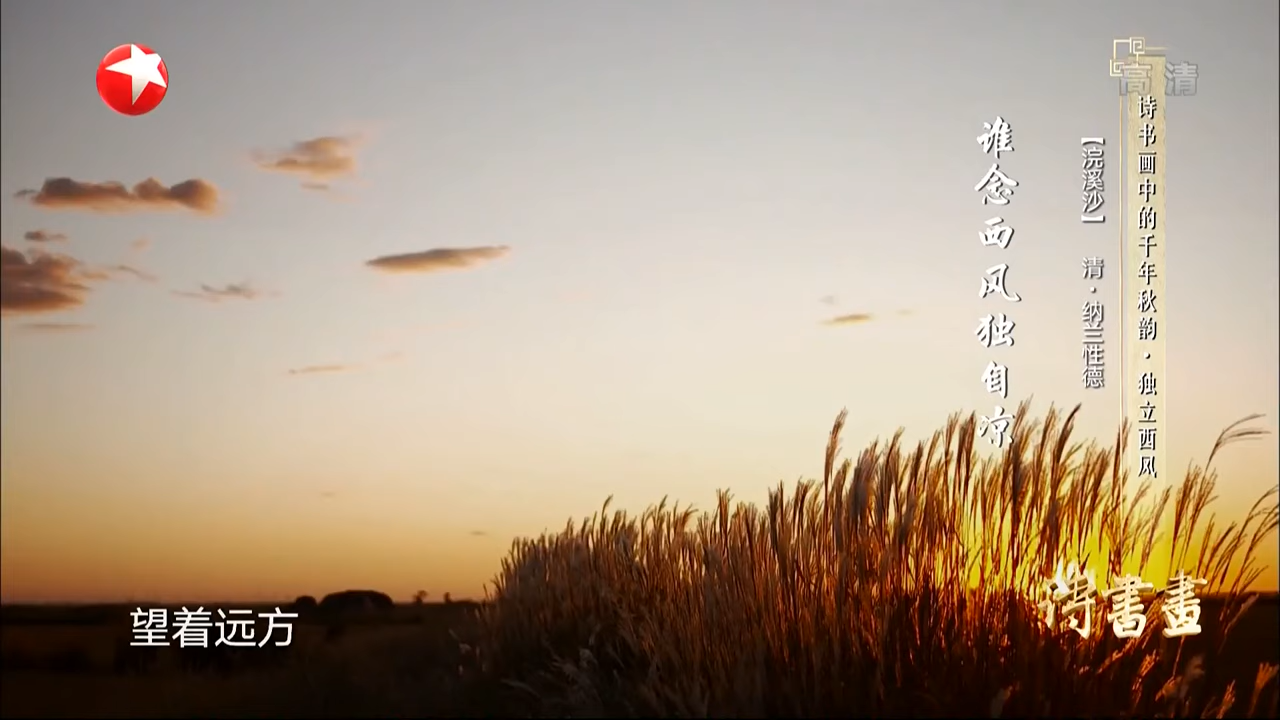 高清
诗书画中的千年秋韵·独立西风
【浣溪沙】 清·纳兰性德
谁念西风独自凉
诗書畫
望着远方